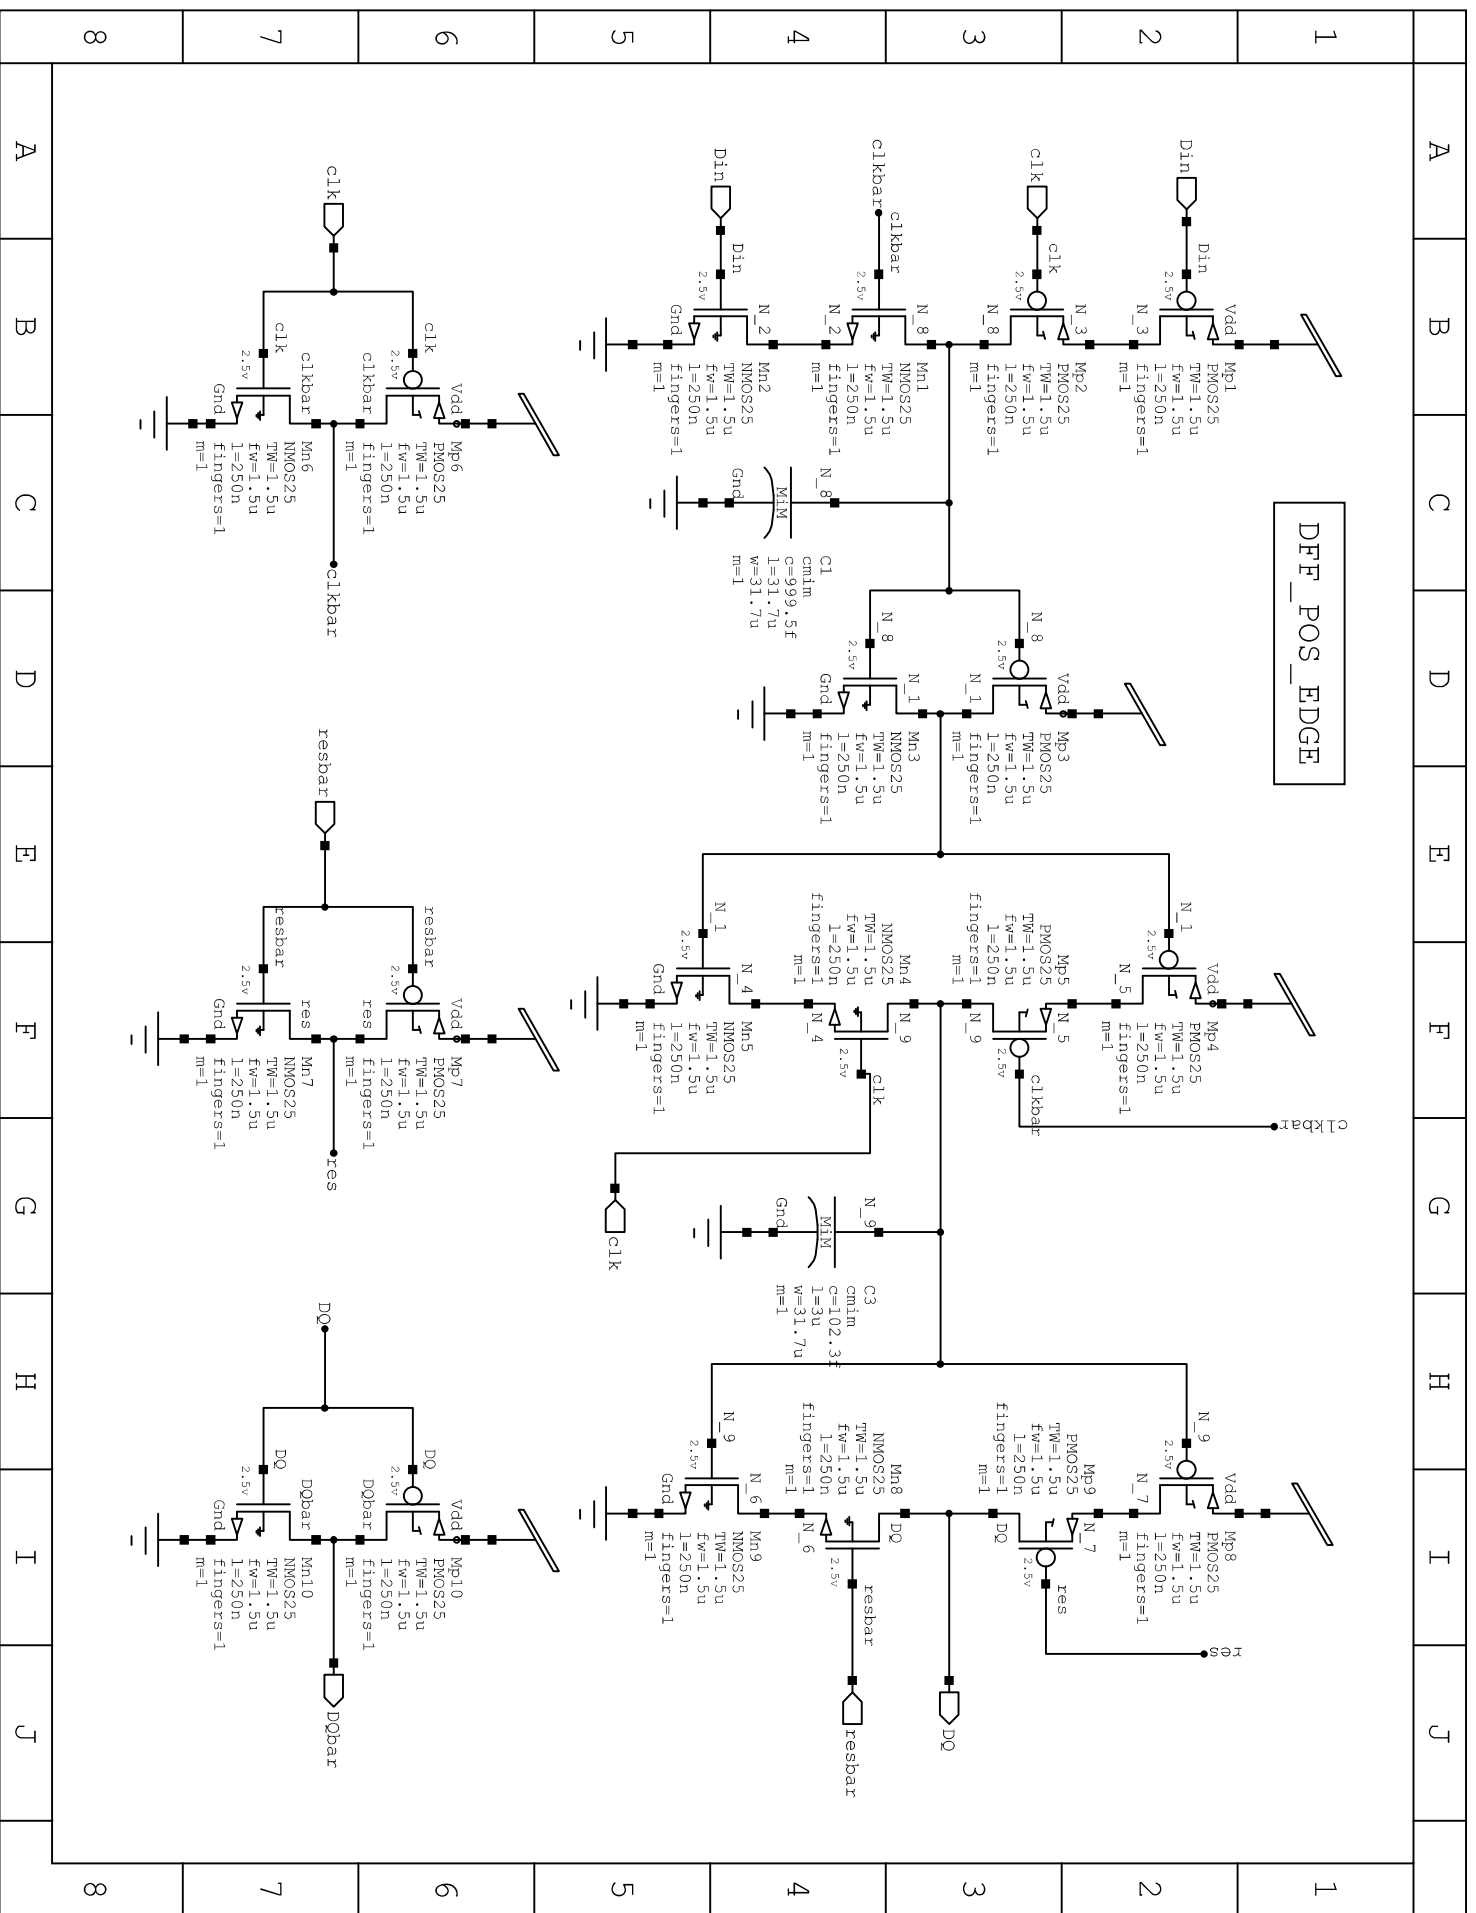 A B C D E F G H I J
1
1
2
2
3
3
4
4
5
5
6
6
7
7
8
8
A B C D E F G H I J
DFF_POS_EDGE
Din
Din
2.5v
Vdd
N_3
Mp1
PMOS25
TW=1.5u
fw=1.5u
l=250n
fingers=1
m=1
clk
clk
2.5v
N_3
N_8
Mp2
PMOS25
TW=1.5u
fw=1.5u
l=250n
fingers=1
m=1
clkbar
clkbar
2.5v
N_8
N_2
Mn1
NMOS25
TW=1.5u
fw=1.5u
l=250n
fingers=1
m=1
Din
Din
2.5v
N_2
Gnd
Mn2
NMOS25
TW=1.5u
fw=1.5u
l=250n
fingers=1
m=1
N_8
MiM
Gnd
C1
cmim
c=999.5f
l=31.7u
w=31.7u
m=1
N_8
2.5v
Vdd
N_1
Mp3
PMOS25
TW=1.5u
fw=1.5u
l=250n
fingers=1
m=1
N_8
2.5v
N_1
Gnd
Mn3
NMOS25
TW=1.5u
fw=1.5u
l=250n
fingers=1
m=1
N_1
2.5v
Vdd
N_5
Mp4
PMOS25
TW=1.5u
fw=1.5u
l=250n
fingers=1
m=1
Mp5
PMOS25
TW=1.5u
fw=1.5u
l=250n
fingers=1
m=1
N_5
N_9
2.5v
clkbar
clkbar
Mn4
NMOS25
TW=1.5u
fw=1.5u
l=250n
fingers=1
m=1
N_9
N_4
2.5v
clk
clk
N_1
2.5v
N_4
Gnd
Mn5
NMOS25
TW=1.5u
fw=1.5u
l=250n
fingers=1
m=1
N_9
MiM
Gnd
C3
cmim
c=102.3f
l=3u
w=31.7u
m=1
N_9
2.5v
Vdd
N_7
Mp8
PMOS25
TW=1.5u
fw=1.5u
l=250n
fingers=1
m=1
Mp9
PMOS25
TW=1.5u
fw=1.5u
l=250n
fingers=1
m=1
N_7
DQ
2.5v
res
res
DQ
Mn8
NMOS25
TW=1.5u
fw=1.5u
l=250n
fingers=1
m=1
DQ
N_6
2.5v
resbar
resbar
N_9
2.5v
N_6
Gnd
Mn9
NMOS25
TW=1.5u
fw=1.5u
l=250n
fingers=1
m=1
clk
clk
2.5v
Vdd
clkbar
Mp6
PMOS25
TW=1.5u
fw=1.5u
l=250n
fingers=1
m=1
clk
2.5v
clkbar
Gnd
Mn6
NMOS25
TW=1.5u
fw=1.5u
l=250n
fingers=1
m=1
clkbar
resbar
resbar
2.5v
Vdd
res
Mp7
PMOS25
TW=1.5u
fw=1.5u
l=250n
fingers=1
m=1
resbar
2.5v
res
Gnd
Mn7
NMOS25
TW=1.5u
fw=1.5u
l=250n
fingers=1
m=1
res
DQ
DQ
2.5v
Vdd
DQbar
Mp10
PMOS25
TW=1.5u
fw=1.5u
l=250n
fingers=1
m=1
DQ
2.5v
DQbar
Gnd
Mn10
NMOS25
TW=1.5u
fw=1.5u
l=250n
fingers=1
m=1
DQbar